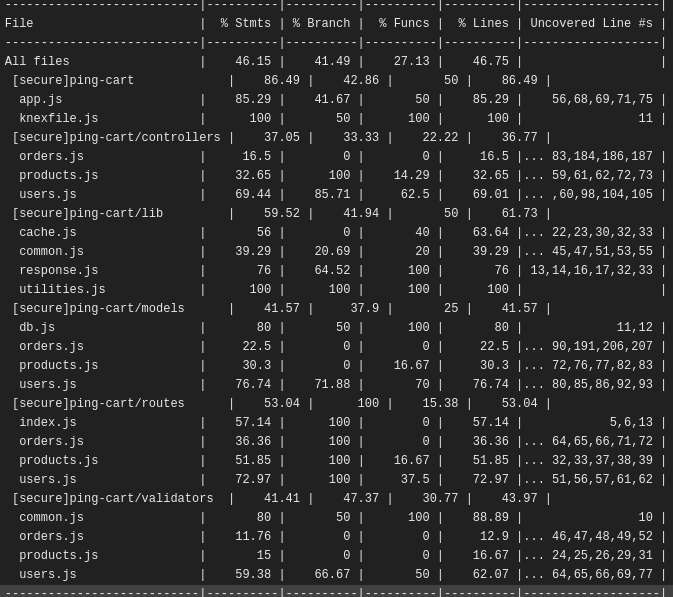 ---------------------------|----------|----------|----------|----------|-------------------|
File                       |  % Stmts | % Branch |  % Funcs |  % Lines | Uncovered Line #s |
---------------------------|----------|----------|----------|----------|-------------------|
All files                  |    46.15 |    41.49 |    27.13 |    46.75 |                   |
 [secure]ping-cart             |    86.49 |    42.86 |       50 |    86.49 |
  app.js                   |    85.29 |    41.67 |       50 |    85.29 |    56,68,69,71,75 |
  knexfile.js              |      100 |       50 |      100 |      100 |                11 |
 [secure]ping-cart/controllers |    37.05 |    33.33 |    22.22 |    36.77 |
  orders.js                |     16.5 |        0 |        0 |     16.5 |... 83,184,186,187 |
  products.js              |    32.65 |      100 |    14.29 |    32.65 |... 59,61,62,72,73 |
  users.js                 |    69.44 |    85.71 |     62.5 |    69.01 |... ,60,98,104,105 |
 [secure]ping-cart/lib         |    59.52 |    41.94 |       50 |    61.73 |
  cache.js                 |       56 |        0 |       40 |    63.64 |... 22,23,30,32,33 |
  common.js                |    39.29 |    20.69 |       20 |    39.29 |... 45,47,51,53,55 |
  response.js              |       76 |    64.52 |      100 |       76 | 13,14,16,17,32,33 |
  utilities.js             |      100 |      100 |      100 |      100 |                   |
 [secure]ping-cart/models      |    41.57 |     37.9 |       25 |    41.57 |
  db.js                    |       80 |       50 |      100 |       80 |             11,12 |
  orders.js                |     22.5 |        0 |        0 |     22.5 |... 90,191,206,207 |
  products.js              |     30.3 |        0 |    16.67 |     30.3 |... 72,76,77,82,83 |
  users.js                 |    76.74 |    71.88 |       70 |    76.74 |... 80,85,86,92,93 |
 [secure]ping-cart/routes      |    53.04 |      100 |    15.38 |    53.04 |
  index.js                 |    57.14 |      100 |        0 |    57.14 |            5,6,13 |
  orders.js                |    36.36 |      100 |        0 |    36.36 |... 64,65,66,71,72 |
  products.js              |    51.85 |      100 |    16.67 |    51.85 |... 32,33,37,38,39 |
  users.js                 |    72.97 |      100 |     37.5 |    72.97 |... 51,56,57,61,62 |
 [secure]ping-cart/validators  |    41.41 |    47.37 |    30.77 |    43.97 |
  common.js                |       80 |       50 |      100 |    88.89 |                10 |
  orders.js                |    11.76 |        0 |        0 |     12.9 |... 46,47,48,49,52 |
  products.js              |       15 |        0 |        0 |    16.67 |... 24,25,26,29,31 |
  users.js                 |    59.38 |    66.67 |       50 |    62.07 |... 64,65,66,69,77 |
---------------------------|----------|----------|----------|----------|-------------------|